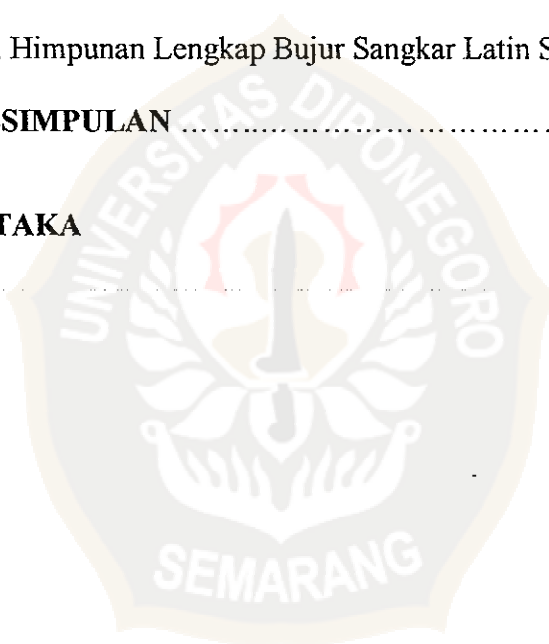 . Himpunan Lengkap Bujur Sangkar Latin S
SIMPULAN ..............................
TAKA
UNIVERSITAS DIPONEGORO
SEMARANG